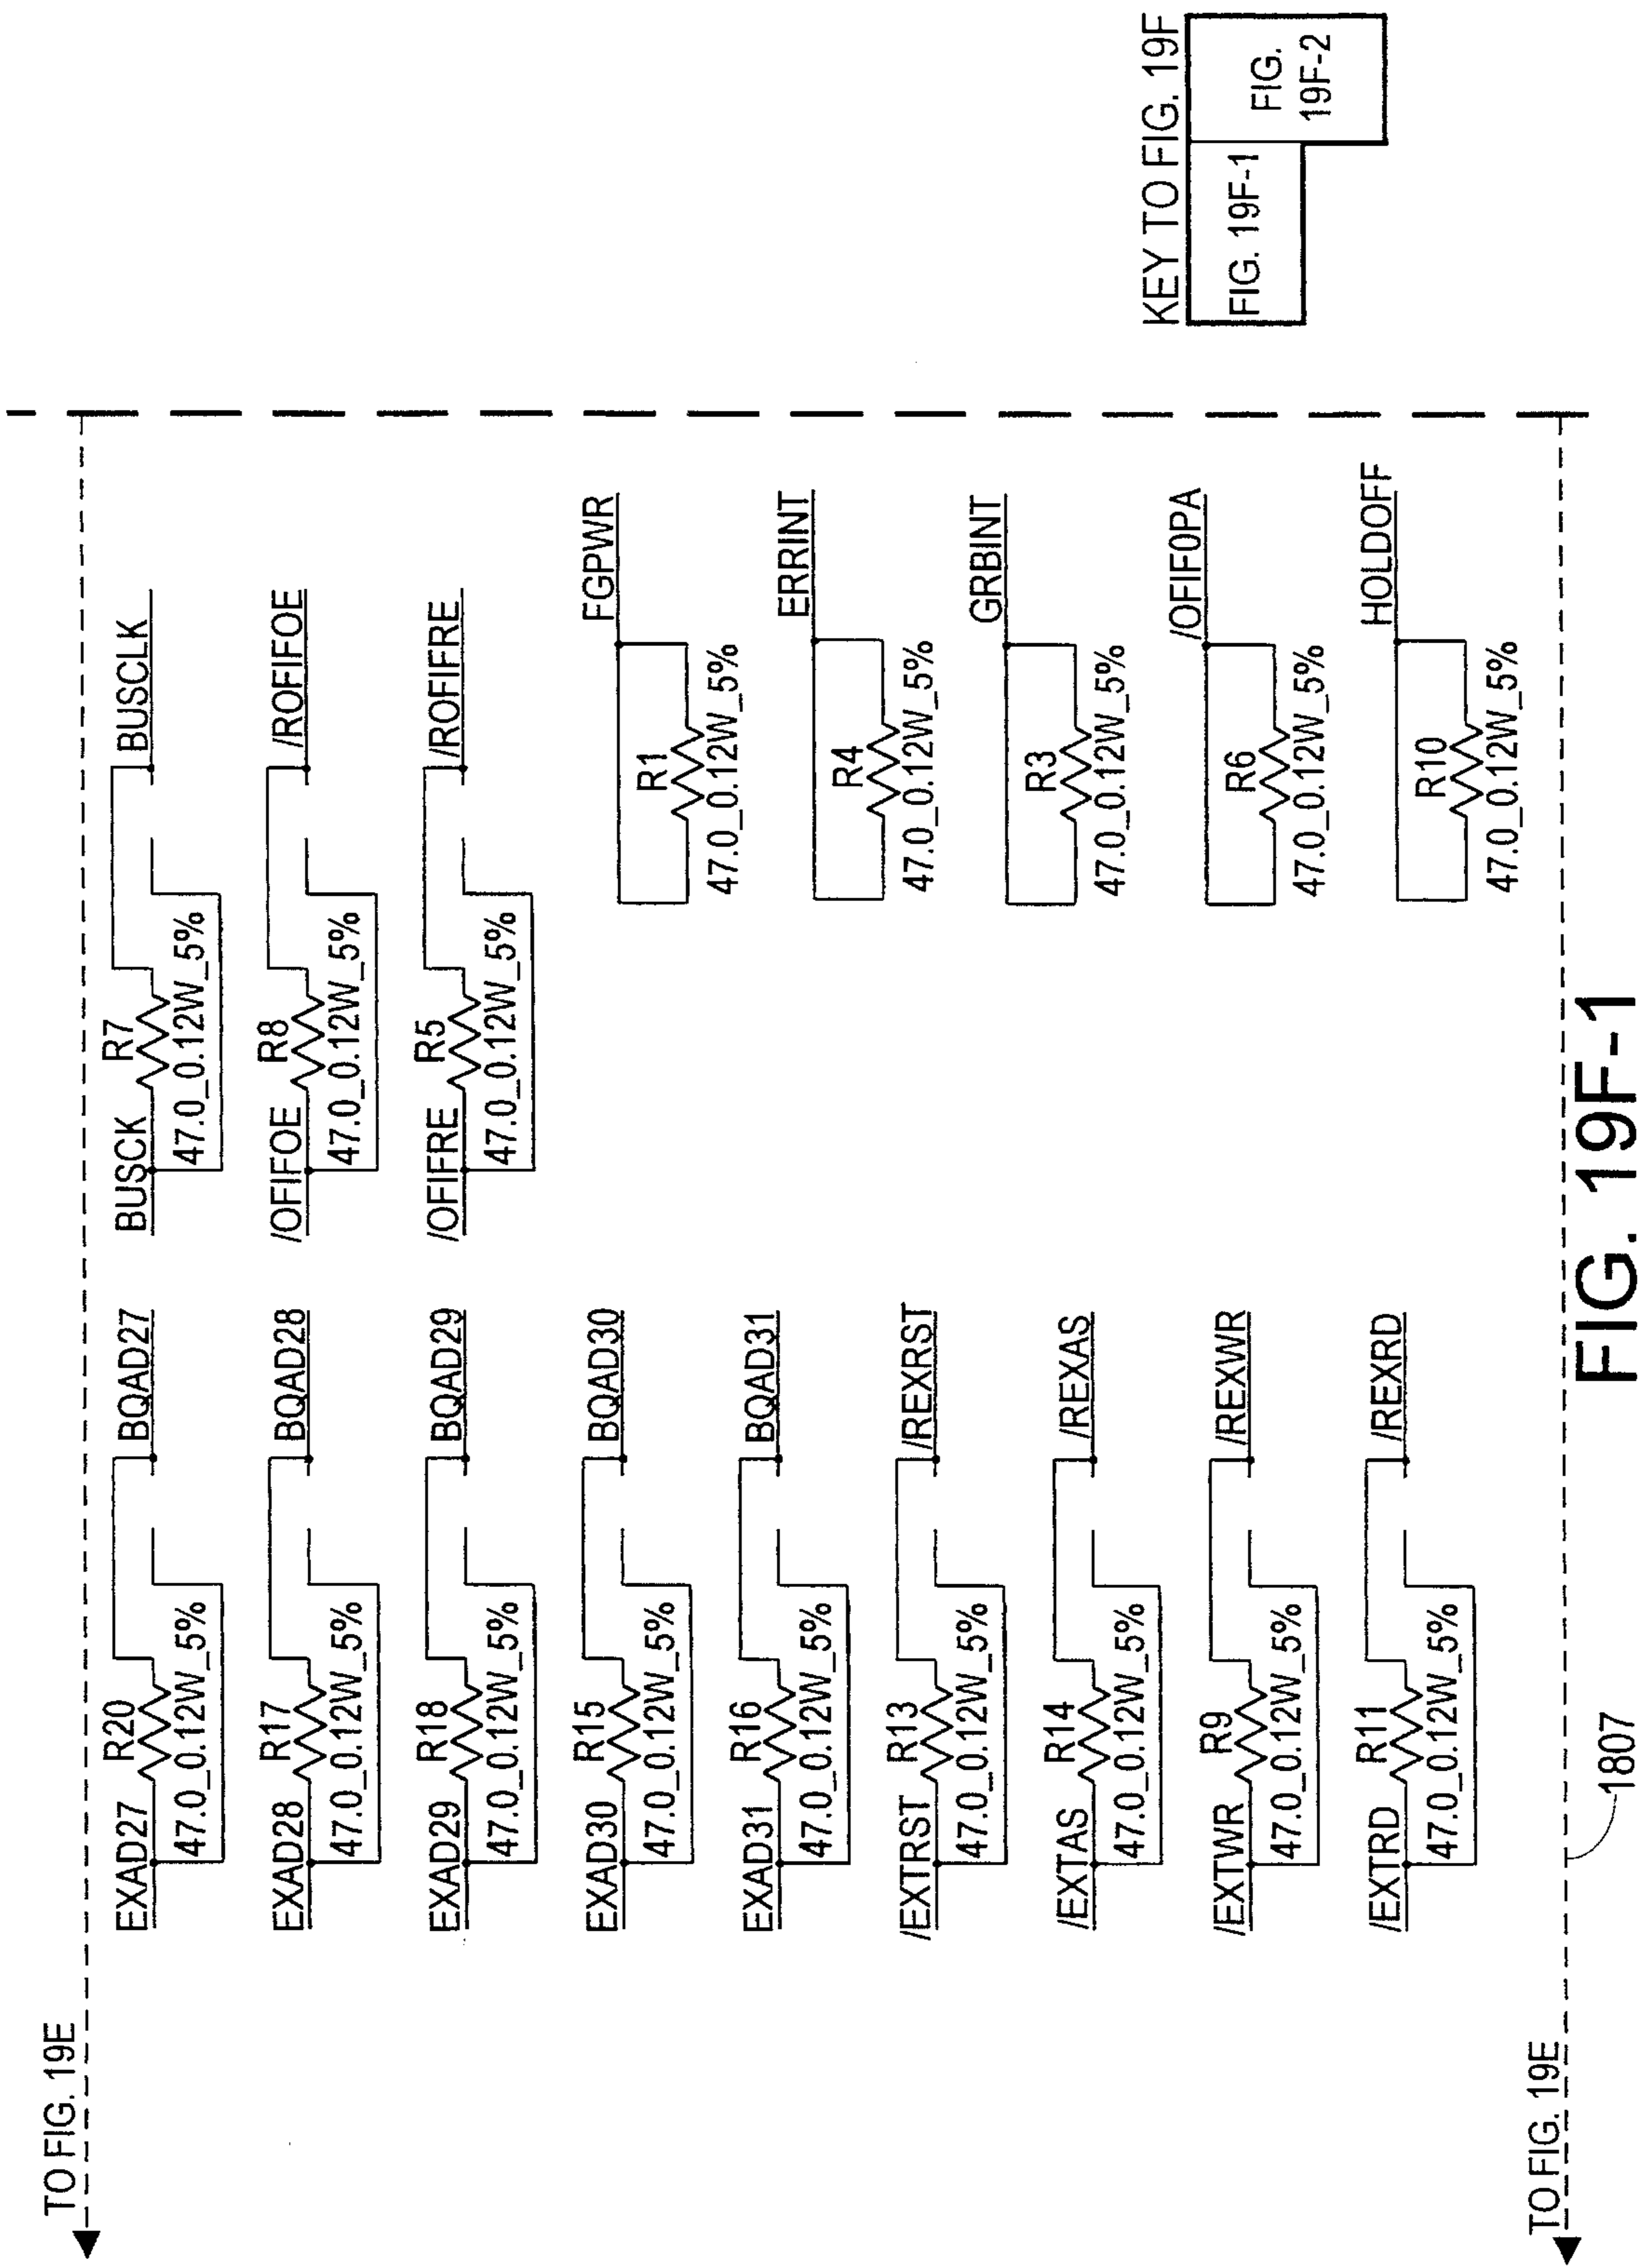 TO FIG. 19E
EXAD27
R20
47.0_0.12W_5%
BQAD27
EXAD28
R17
47.0_0.12W_5%
BQAD28
EXAD29
R18
47.0_0.12W_5%
BQAD29
EXAD30
R15
47.0_0.12W_5%
BQAD30
EXAD31
R16
47.0_0.12W_5%
BQAD31
/EXTRST
R13
47.0_0.12W_5%
/REXRST
/EXTAS
R14
47.0_0.12W_5%
/REXAS
/EXTWR
R9
47.0_0.12W_5%
/REXWR
/EXTRD
R11
47.0_0.12W_5%
/REXRD
BUSCK
R7
47.0_0.12W_5%
BUSCLK
/OFIFOE
R8
47.0_0.12W_5%
/ROFIFOE
/OFIFRE
R5
47.0_0.12W_5%
/ROFIFRE
FGPWR
R1
47.0_0.12W_5%
ERRINT
R4
47.0_0.12W_5%
GRBINT
R3
47.0_0.12W_5%
/OFIF0PA
R6
47.0_0.12W_5%
HOLDOFF
R10
47.0_0.12W_5%
TO FIG. 19E
1807
FIG. 19F-1
KEY TO FIG. 19F
FIG. 19F-1
FIG.
19F-2